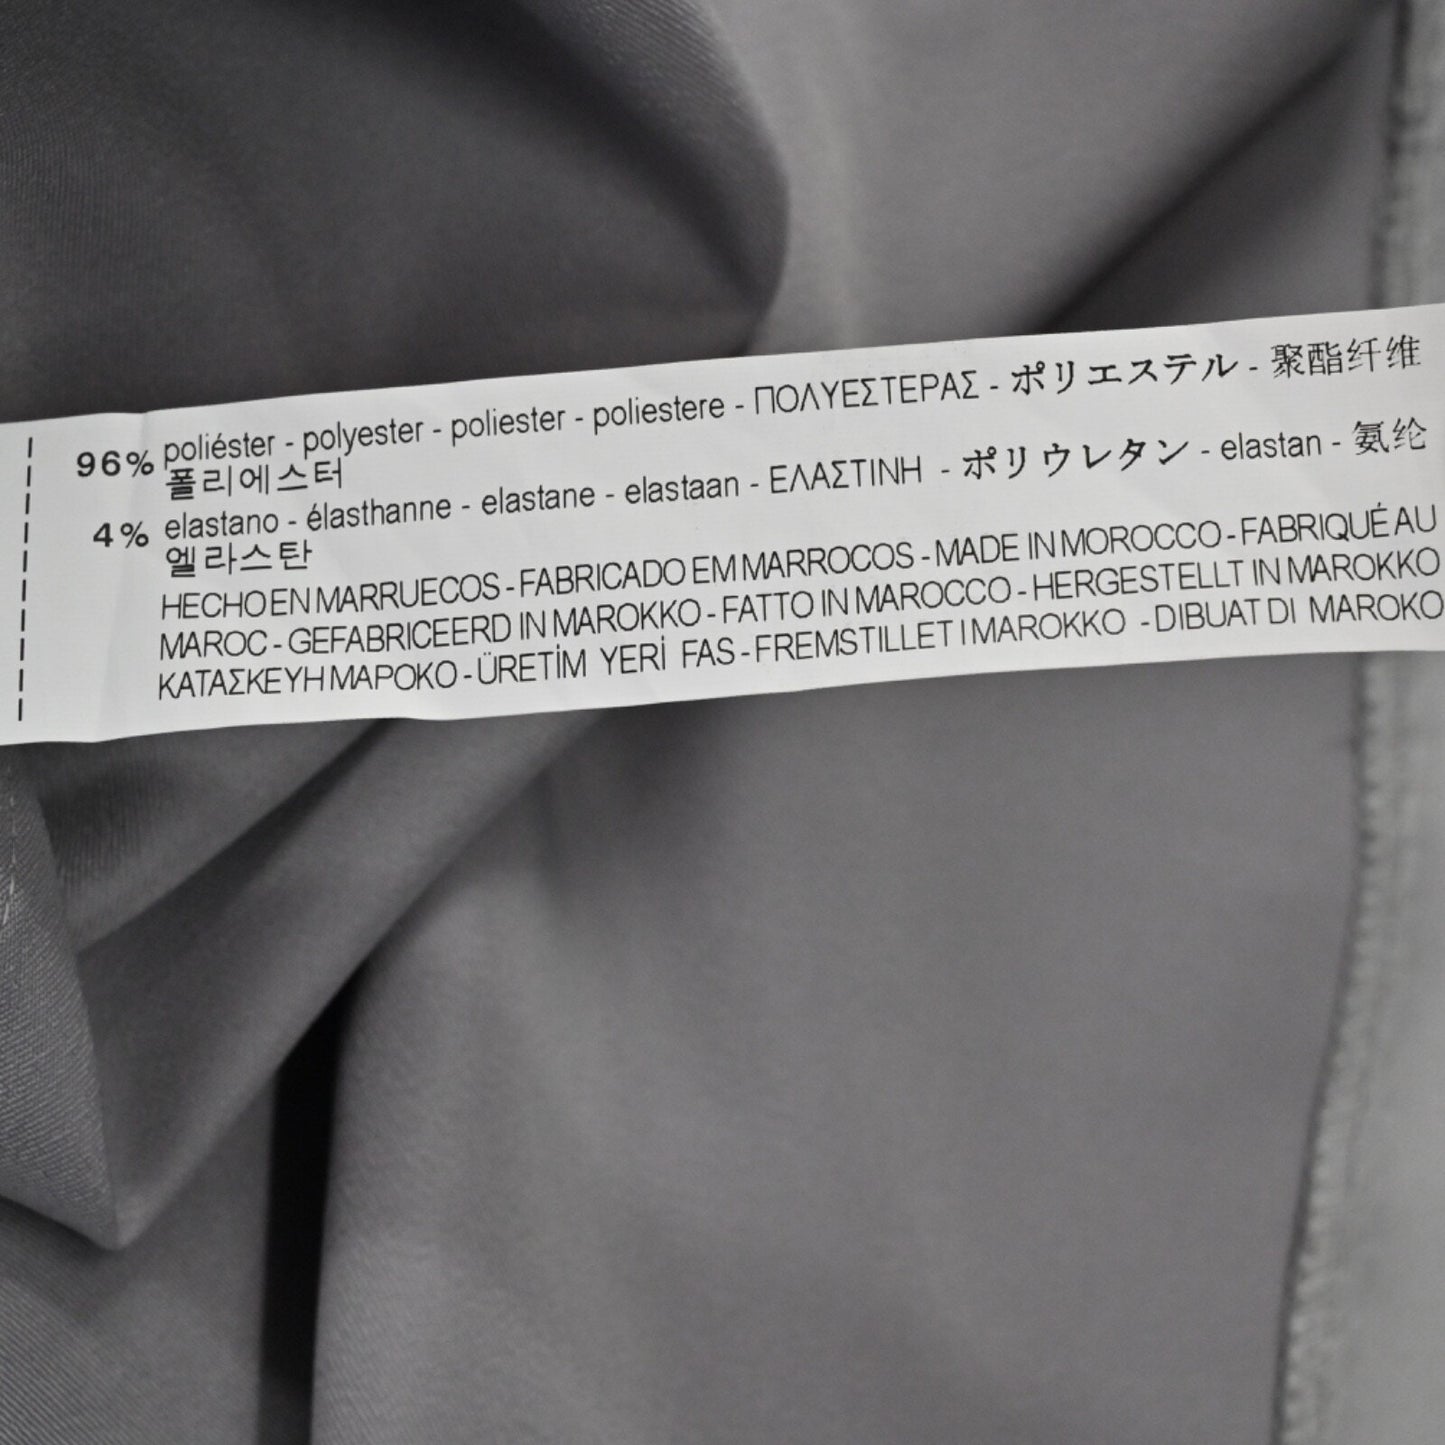 96% poliéster - polyester - poliester - poliestere - ΠΟΛΥΕΣΤΕΡΑΣ - ポリエステル - 聚酯纤维
폴리에스터
4% elastano - élasthanne - elastane - elastaan - ΕΛΑΣΤΙΝΗ - ポリウレタン - elastan - 氨纶
엘라스탄
HECHO EN MARRUECOS - FABRICADO EM MARROCOS - MADE IN MOROCCO - FABRIQUÉ AU
MAROC - GEFABRICEERD IN MAROKKO - FATTO IN MAROCCO - HERGESTELLT IN MAROKKO
ΚΑΤΑΣΚΕΥΗ ΜΑΡΟΚΟ - ÜRETİM YERİ FAS - FREMSTILLET I MAROKKO - DIBUAT DI MAROKO